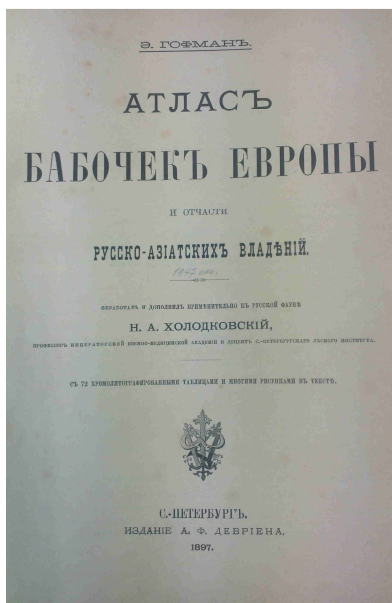 Э. ГОФМАНЪ.
АТЛАСЪ
БАБОЧЕКЪ ЕВРОПЫ
И ОТЧАСТИ
РУССКО-АЗІАТСКИХЪ ВЛАДѢНІЙ.
ОБРАБОТАЛЪ И ДОПОЛНИЛЪ ПРИМѢНИТЕЛЬНО КЪ РУССКОЙ ФАУНѢ
Н. А. ХОЛОДКОВСКІЙ,
ПРОФЕССОРЪ ИМПЕРАТОРСКОЙ ВОЕННО-МЕДИЦИНСКОЙ АКАДЕМІИ И ДОЦЕНТЪ С.-ПЕТЕРБУРГСКАГО ЛѢСНОГО ИНСТИТУТА.
СЪ 72 ХРОМОЛИТОГРАФИРОВАННЫМИ ТАБЛИЦАМИ И МНОГИМИ РИСУНКАМИ ВЪ ТЕКСТѢ.
С.-ПЕТЕРБУРГЪ.
ИЗДАНІЕ А. Ф. ДЕВРІЕНА,
1897.